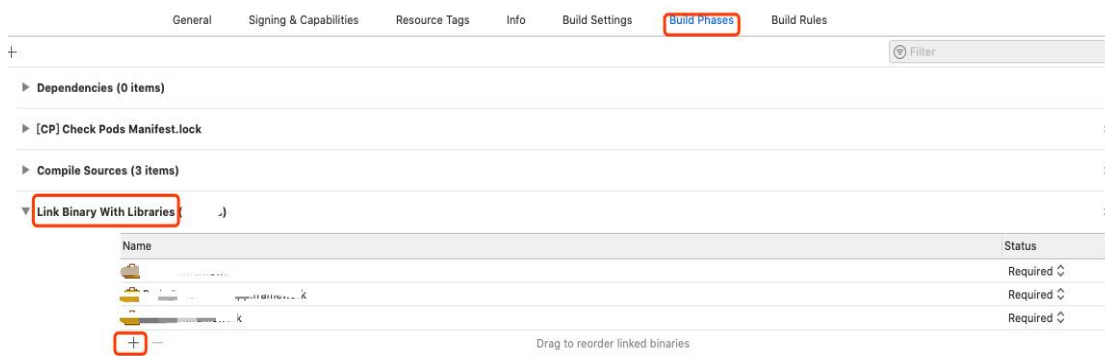 General Signing & Capabilities Resource Tags Info Build Settings Build Phases Build Rules
+ Filter
Dependencies (0 items)
[CP] Check Pods Manifest.lock
Compile Sources (3 items)
Link Binary With Libraries (
Name Status
Required
Required
Required
+ − Drag to reorder linked binaries